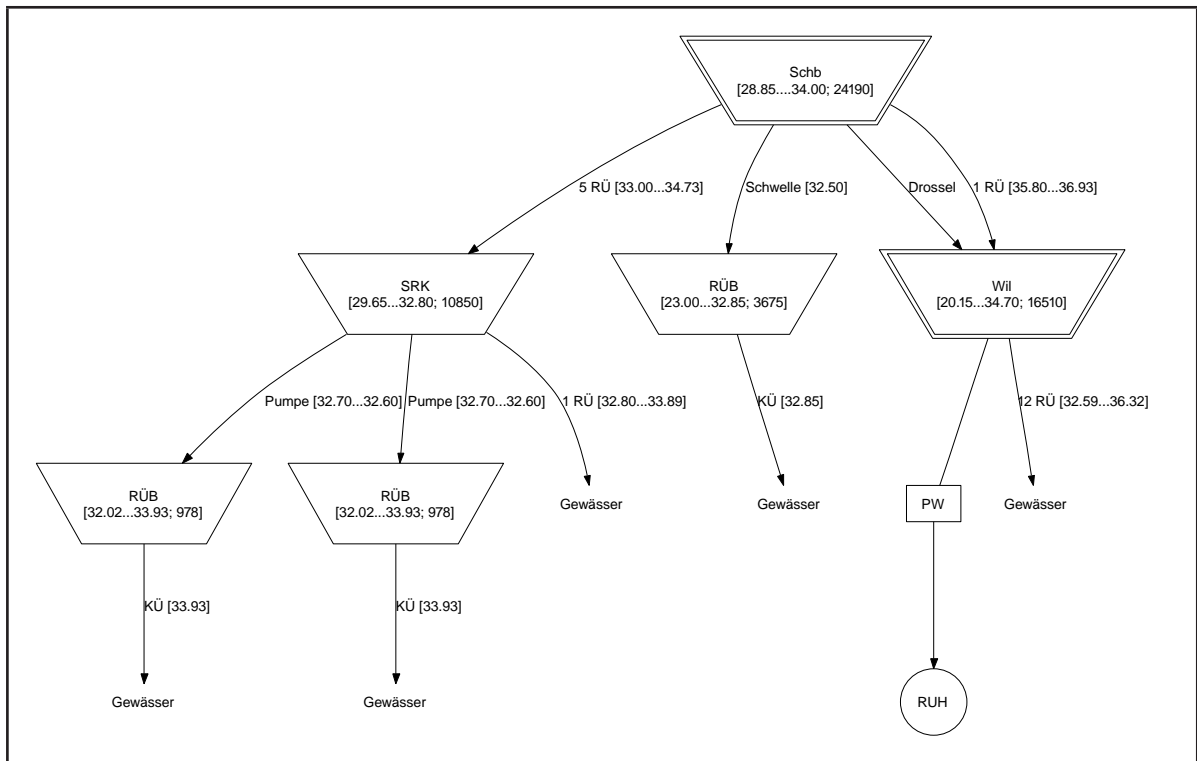 Schb
[28.85....34.00; 24190]
5 RÜ [33.00...34.73]
Schwelle [32.50]
Drossel
1 RÜ [35.80...36.93]
SRK
[29.65...32.80; 10850]
RÜB
[23.00...32.85; 3675]
Wil
[20.15...34.70; 16510]
Pumpe [32.70...32.60]
Pumpe [32.70...32.60]
1 RÜ [32.80...33.89]
KÜ [32.85]
12 RÜ [32.59...36.32]
RÜB
[32.02...33.93; 978]
RÜB
[32.02...33.93; 978]
Gewässer
Gewässer
PW
Gewässer
KÜ [33.93]
KÜ [33.93]
Gewässer
Gewässer
RUH